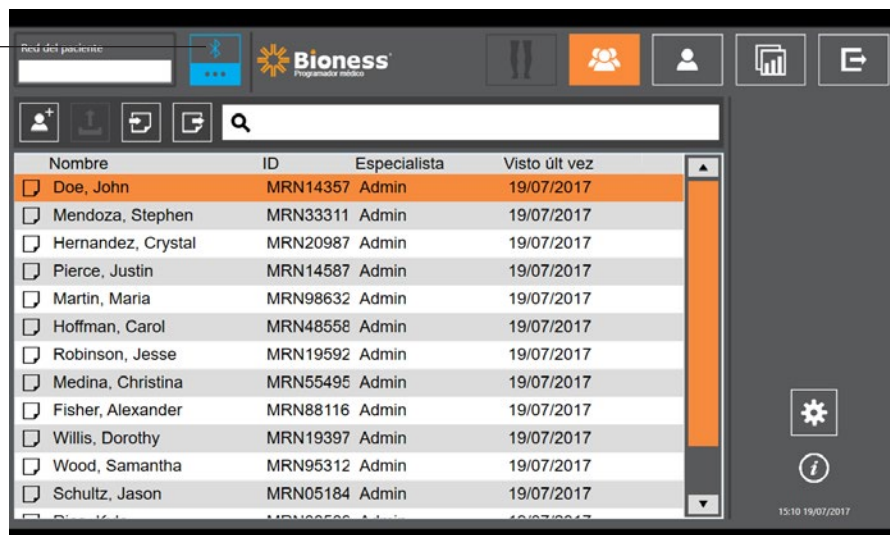 Red del paciente
Bioness
Programador médico
Nombre ID Especialista Visto últ vez
Doe, John MRN14357 Admin 19/07/2017
Mendoza, Stephen MRN33311 Admin 19/07/2017
Hernandez, Crystal MRN20987 Admin 19/07/2017
Pierce, Justin MRN14587 Admin 19/07/2017
Martin, Maria MRN98632 Admin 19/07/2017
Hoffman, Carol MRN48558 Admin 19/07/2017
Robinson, Jesse MRN19592 Admin 19/07/2017
Medina, Christina MRN55495 Admin 19/07/2017
Fisher, Alexander MRN88116 Admin 19/07/2017
Willis, Dorothy MRN19397 Admin 19/07/2017
Wood, Samantha MRN95312 Admin 19/07/2017
Schultz, Jason MRN05184 Admin 19/07/2017
15:10 19/07/2017